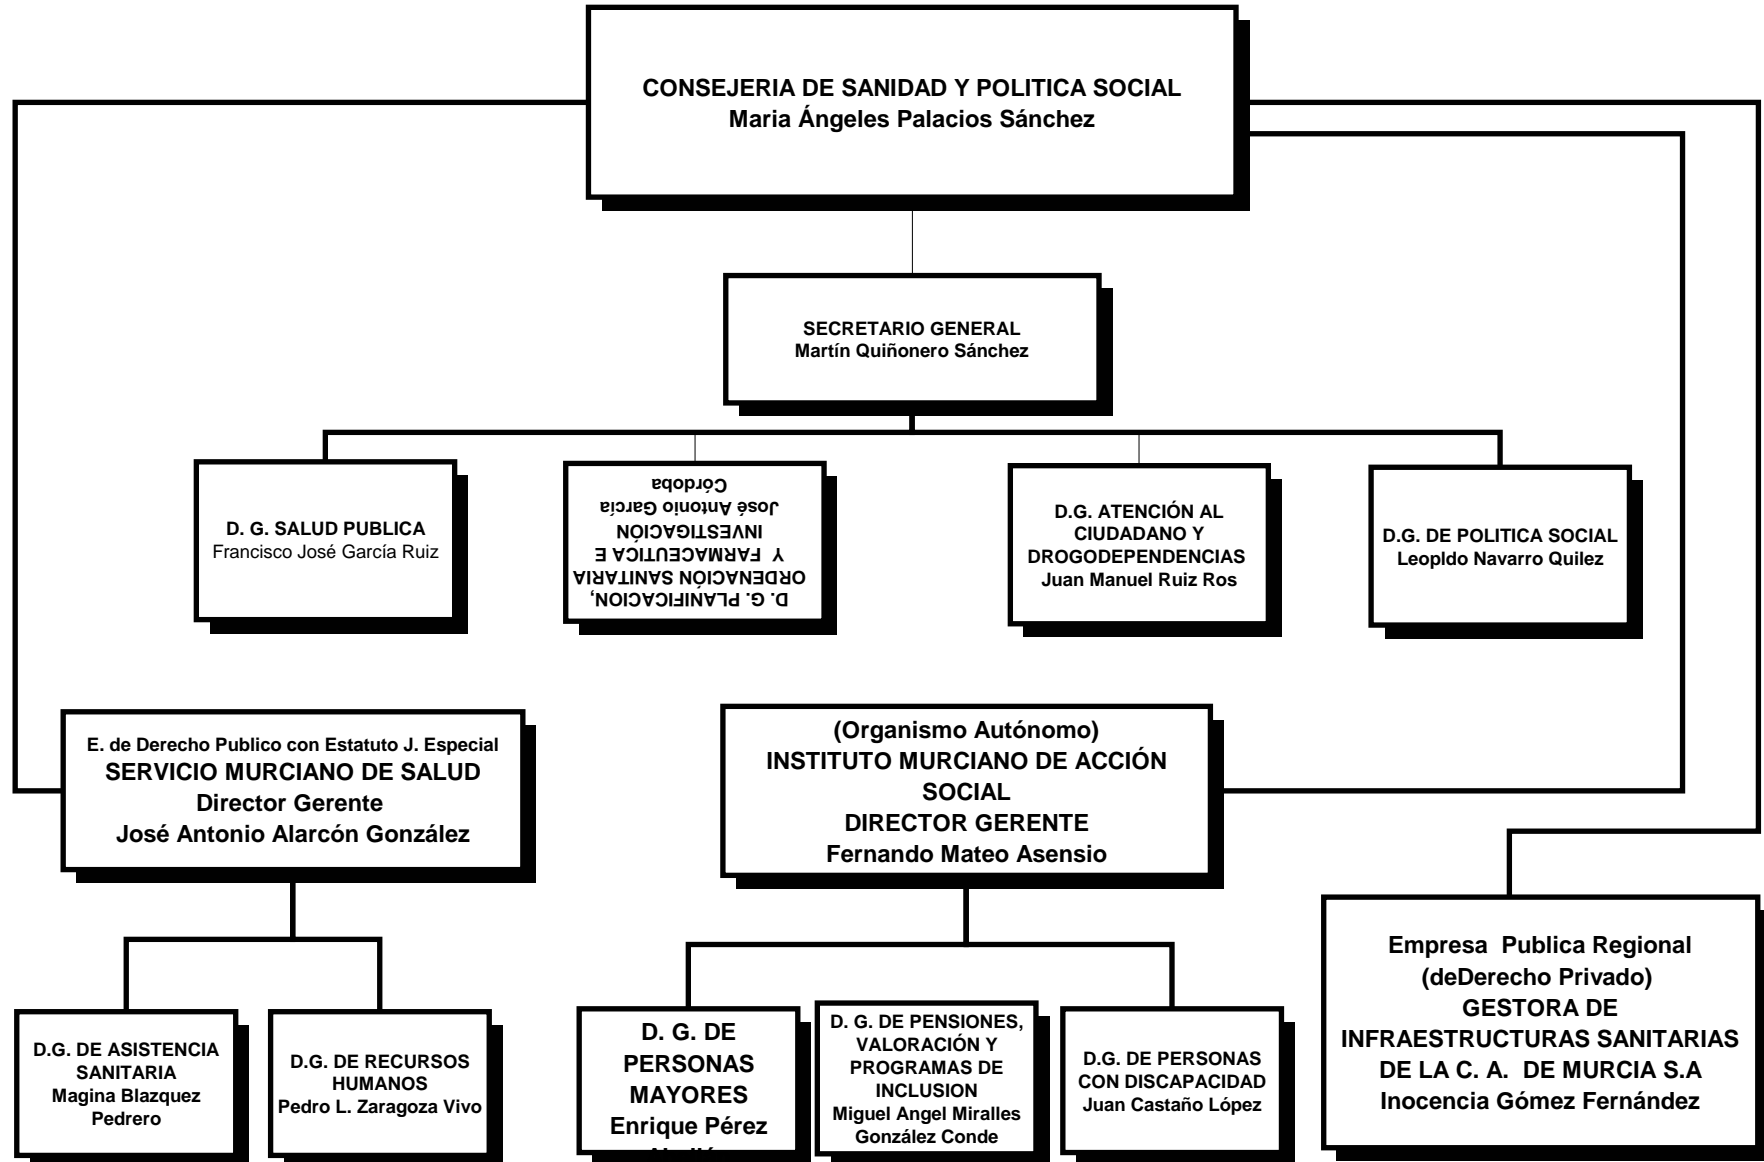 CONSEJERIA DE SANIDAD Y POLITICA SOCIAL
Maria Ángeles Palacios Sánchez
SECRETARIO GENERAL
Martín Quiñonero Sánchez
D. G. SALUD PUBLICA
Francisco José García Ruiz
D. G. PLANIFICACION,
ORDENACIÓN SANITARIA
Y FARMACEUTICA E
INVESTIGACIÓN
José Antonio García
Córdoba
D.G. ATENCIÓN AL
CIUDADANO Y
DROGODEPENDENCIAS
Juan Manuel Ruiz Ros
D.G. DE POLITICA SOCIAL
Leopldo Navarro Quilez
E. de Derecho Publico con Estatuto J. Especial
SERVICIO MURCIANO DE SALUD
Director Gerente
José Antonio Alarcón González
(Organismo Autónomo)
INSTITUTO MURCIANO DE ACCIÓN
SOCIAL
DIRECTOR GERENTE
Fernando Mateo Asensio
Empresa Publica Regional
(deDerecho Privado)
GESTORA DE
INFRAESTRUCTURAS SANITARIAS
DE LA C. A. DE MURCIA S.A
Inocencia Gómez Fernández
D.G. DE ASISTENCIA
SANITARIA
Magina Blazquez
Pedrero
D.G. DE RECURSOS
HUMANOS
Pedro L. Zaragoza Vivo
D. G. DE
PERSONAS
MAYORES
Enrique Pérez
D. G. DE PENSIONES,
VALORACIÓN Y
PROGRAMAS DE
INCLUSION
Miguel Angel Miralles
González Conde
D.G. DE PERSONAS
CON DISCAPACIDAD
Juan Castaño López